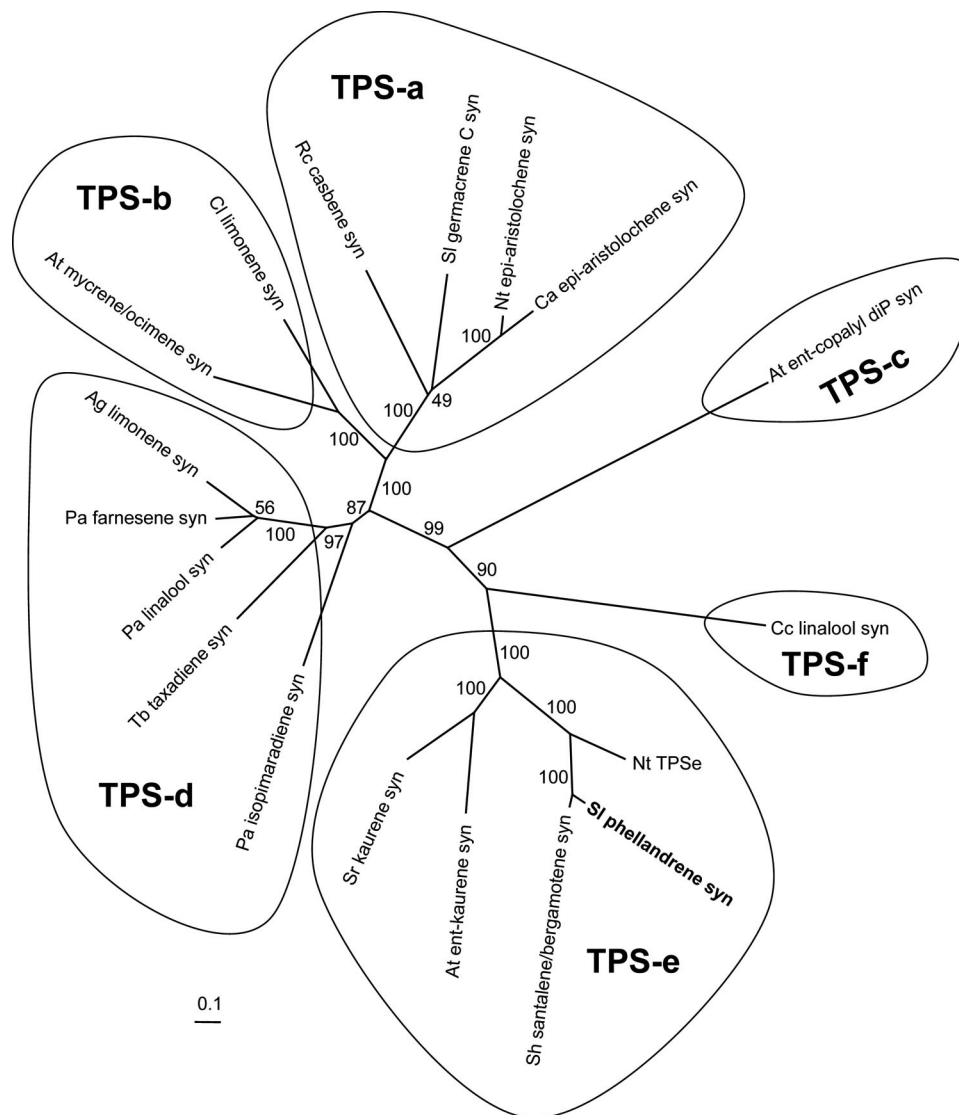 TPS-a
Rc casbene syn
Sl germacrene C syn
Nt epi-aristolochene syn
Ca epi-aristolochene syn
100
49
100
TPS-b
Cl limonene syn
At mycrene/ocimene syn
100
100
At ent-copalyl diP syn
TPS-c
Ag limonene syn
Pa farnesene syn
Pa linalool syn
Tb taxadiene syn
Pa isopimaradiene syn
56
100
97
87
TPS-d
99
90
Cc linalool syn
TPS-f
100
100
100
100
Nt TPSe
Sl phellandrene syn
Sh santalene/bergamotene syn
At ent-kaurene syn
Sr kaurene syn
TPS-e
0.1